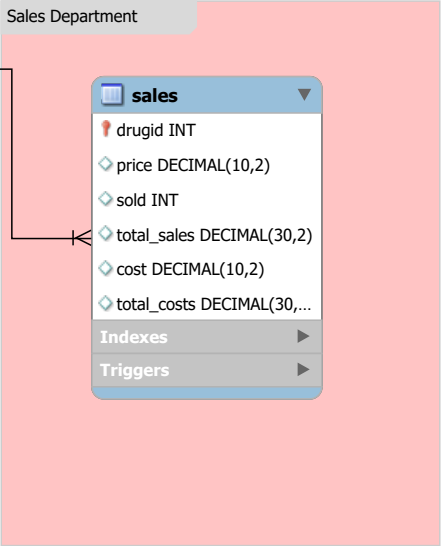 Sales Department
sales
drugid INT
price DECIMAL(10,2)
sold INT
total_sales DECIMAL(30,2)
cost DECIMAL(10,2)
total_costs DECIMAL(30,...
Indexes
Triggers